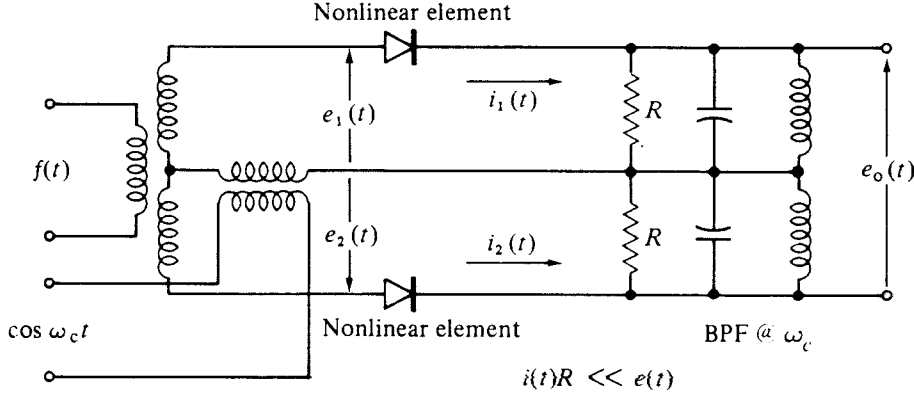 Nonlinear element
i₁(t)
e₁(t)
R
f(t)
e₀(t)
e₂(t)
i₂(t)
R
cos ω_c t
Nonlinear element
BPF @ ω_c
i(t)R << e(t)